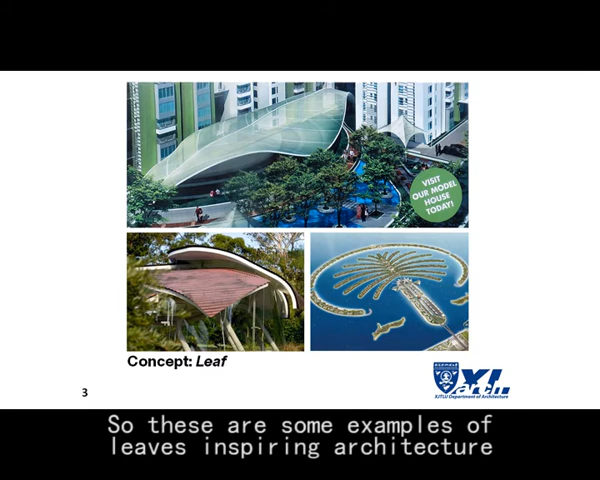 VISIT
OUR MODEL
HOUSE
TODAY!
Concept: Leaf
3
XJTLU Department of Architecture
So these are some examples of
leaves inspiring architecture